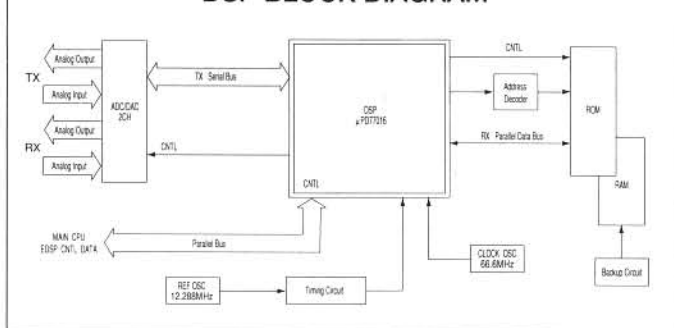 DSP BLOCK DIAGRAM
Analog Output
TX
Analog Input
Analog Output
RX
Analog Input
ADC/DAC
2CH
TX Serial Bus
CNTL
DSP
µPD77016
CNTL
CNTL
Address
Decoder
RX Parallel Data Bus
ROM
RAM
MAIN CPU
EDSP CNTL DATA
Parallel Bus
CLOCK OSC
66.6MHz
Backup Circuit
REF OSC
12.288MHz
Timing Circuit